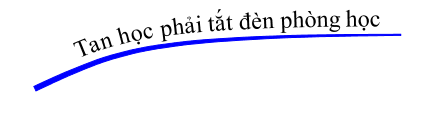 Tan học phải tắt đèn phòng học